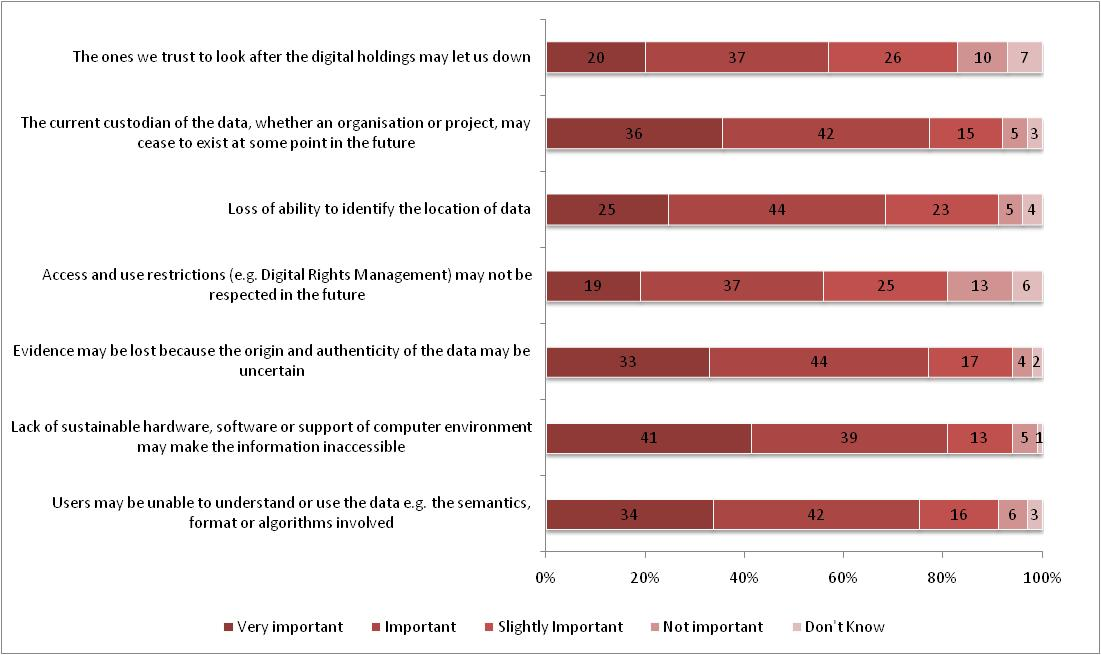 The ones we trust to look after the digital holdings may let us down
20 37 26 10 7
The current custodian of the data, whether an organisation or project, may
cease to exist at some point in the future
36 42 15 5 3
Loss of ability to identify the location of data
25 44 23 5 4
Access and use restrictions (e.g. Digital Rights Management) may not be
respected in the future
19 37 25 13 6
Evidence may be lost because the origin and authenticity of the data may be
uncertain
33 44 17 4 2
Lack of sustainable hardware, software or support of computer environment
may make the information inaccessible
41 39 13 5 1
Users may be unable to understand or use the data e.g. the semantics,
format or algorithms involved
34 42 16 6 3
0% 20% 40% 60% 80% 100%
Very important Important Slightly Important Not important Don't Know